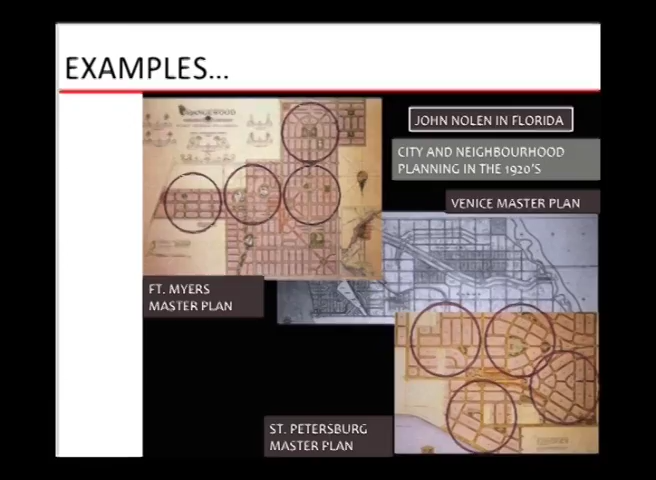 EXAMPLES...
JOHN NOLEN IN FLORIDA
CITY AND NEIGHBOURHOOD
PLANNING IN THE 1920'S
VENICE MASTER PLAN
FT. MYERS
MASTER PLAN
ST. PETERSBURG
MASTER PLAN